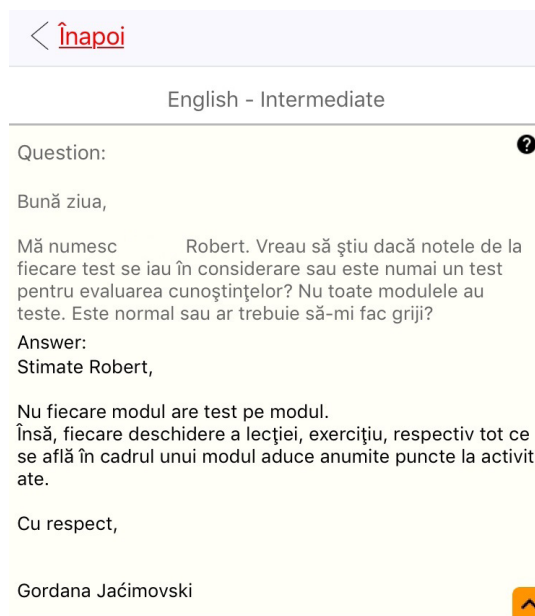 Înapoi
English - Intermediate
Question:
Bună ziua,
Mă numesc Robert. Vreau să ştiu dacă notele de la
fiecare test se iau în considerare sau este numai un test
pentru evaluarea cunoştinţelor? Nu toate modulele au
teste. Este normal sau ar trebuie să-mi fac griji?
Answer:
Stimate Robert,
Nu fiecare modul are test pe modul.
Însă, fiecare deschidere a lecţiei, exerciţiu, respectiv tot ce
se află în cadrul unui modul aduce anumite puncte la activit
ate.
Cu respect,
Gordana Jaćimovski